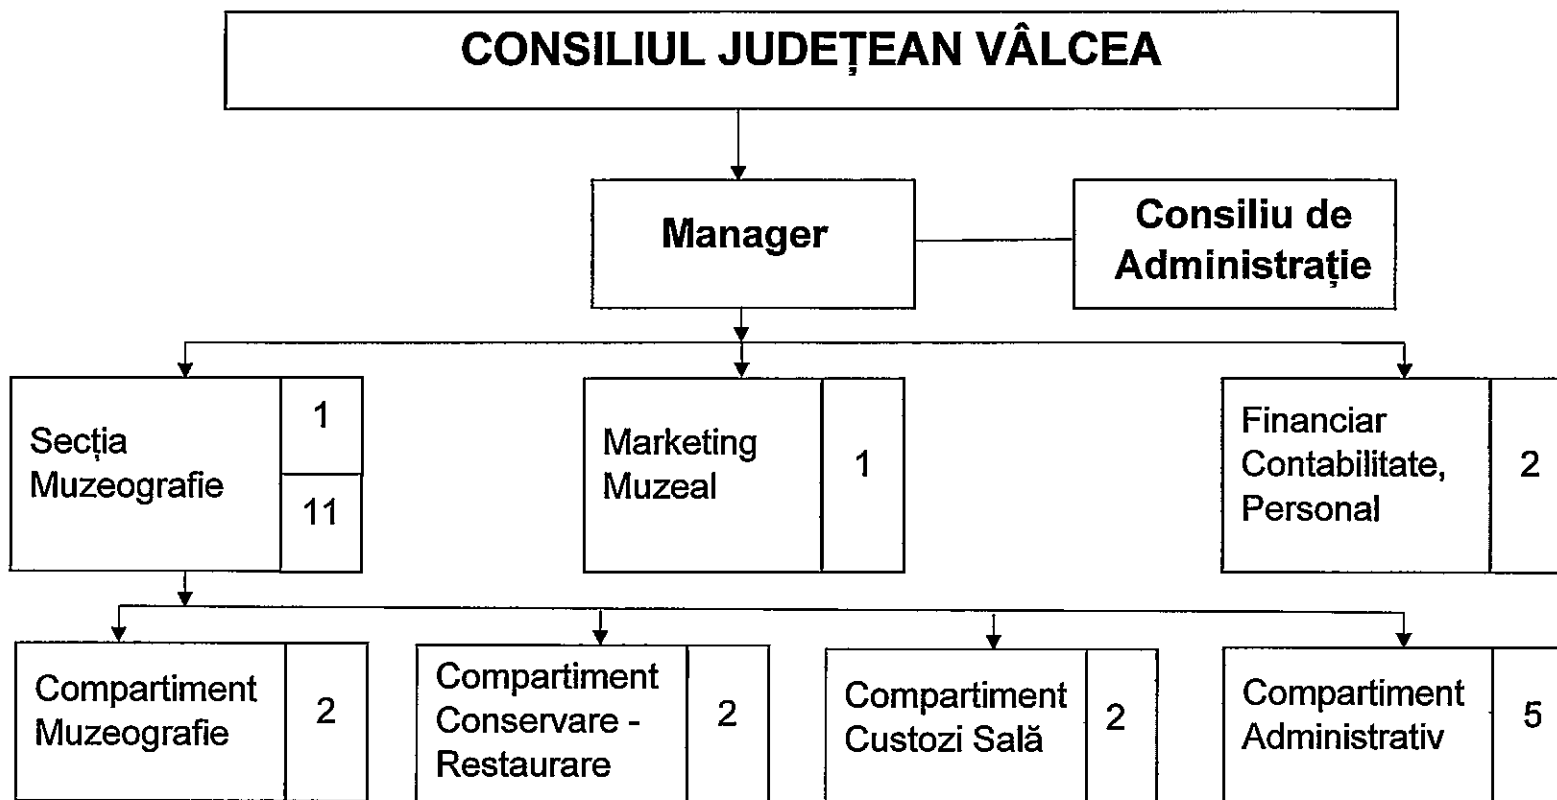 CONSILIUL JUDEȚEAN VÂLCEA
Manager
Consiliu de
Administrație
Secția
Muzeografie
1
11
Marketing
Muzeal
1
Financiar
Contabilitate,
Personal
2
Compartiment
Muzeografie
2
Compartiment
Conservare -
Restaurare
2
Compartiment
Custozi Sală
2
Compartiment
Administrativ
5